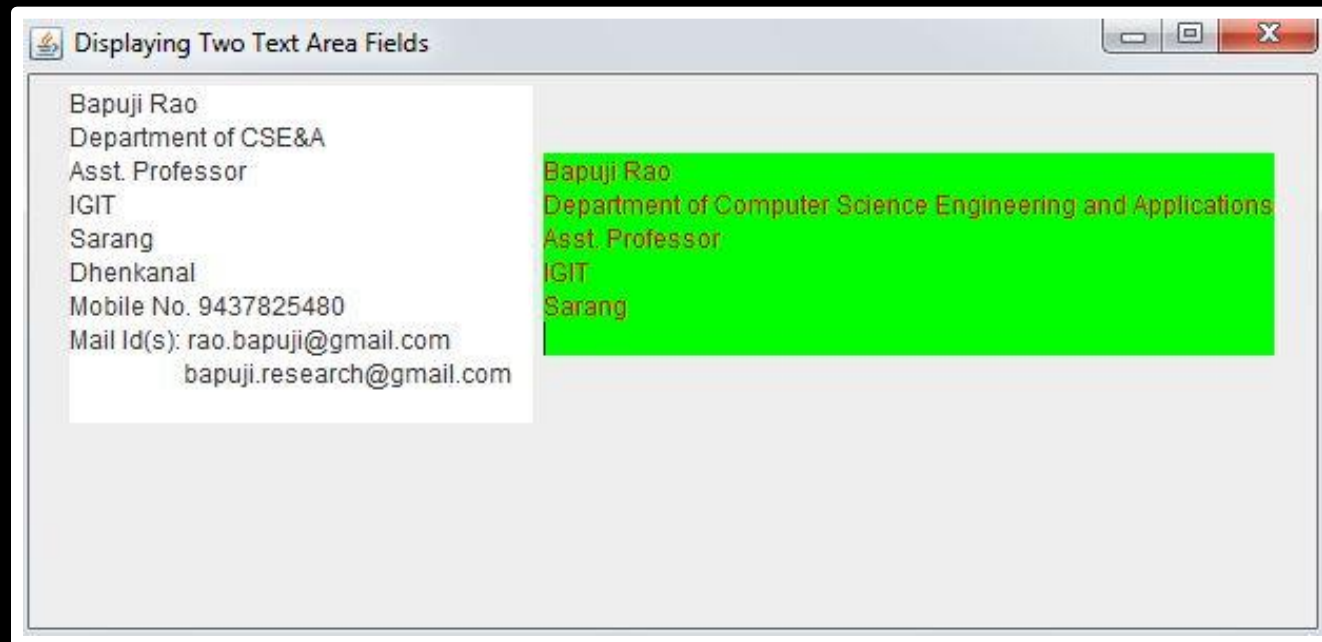 Displaying Two Text Area Fields
Bapuji Rao
Department of CSE&A
Asst. Professor
IGIT
Sarang
Dhenkanal
Mobile No. 9437825480
Mail Id(s): rao.bapuji@gmail.com
bapuji.research@gmail.com
Bapuji Rao
Department of Computer Science Engineering and Applications
Asst. Professor
IGIT
Sarang